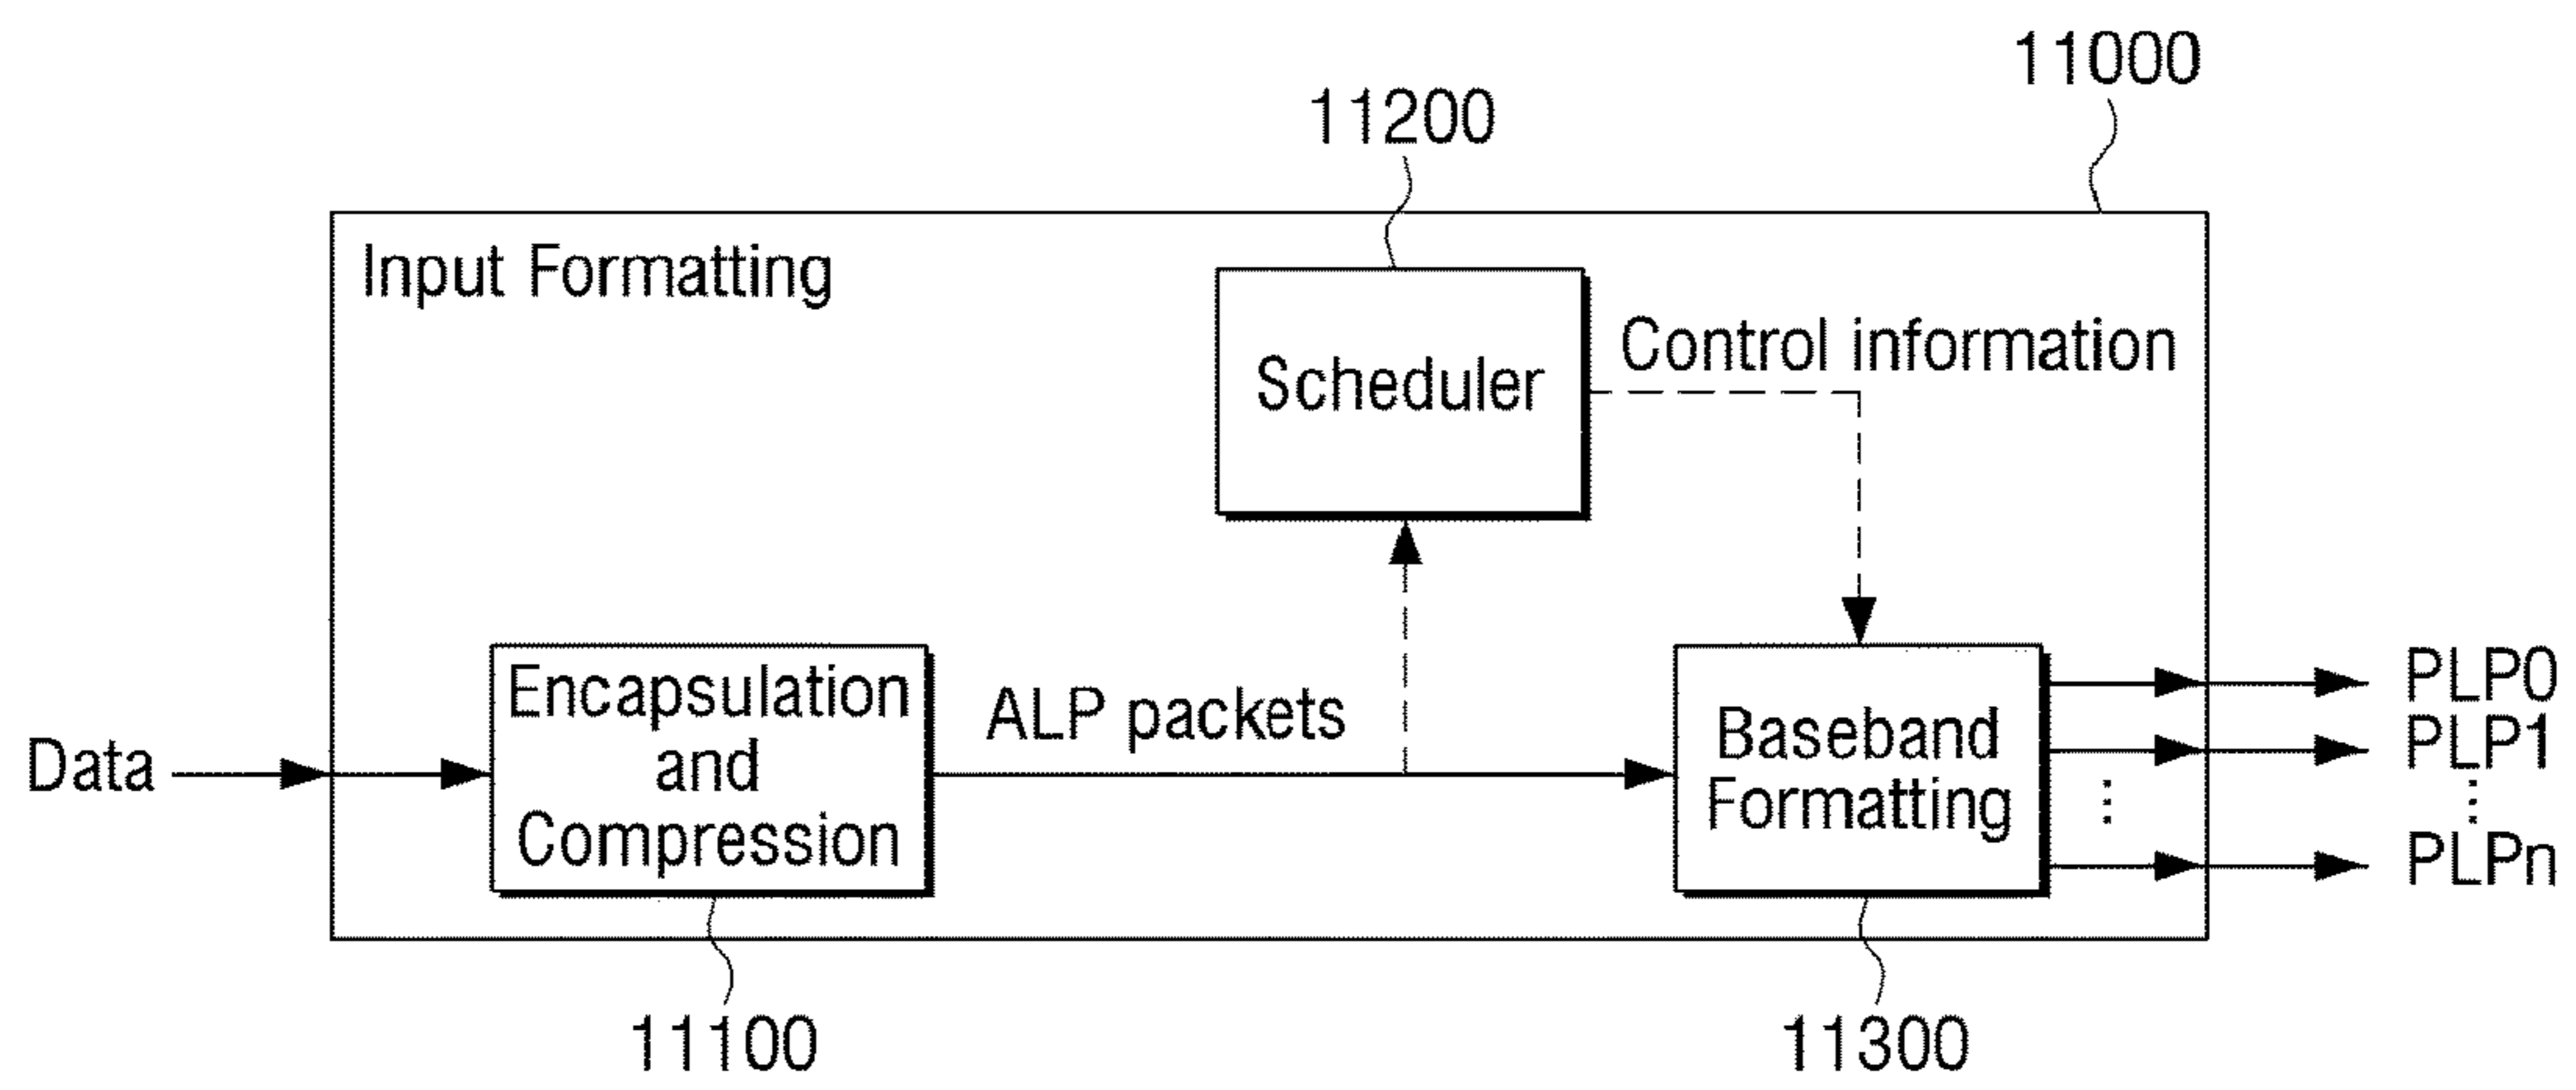 11000
11200
Input Formatting
Scheduler
Control information
Encapsulation
and
Compression
ALP packets
Data
Baseband
Formatting
PLP0
PLP1
PLPn
11100
11300